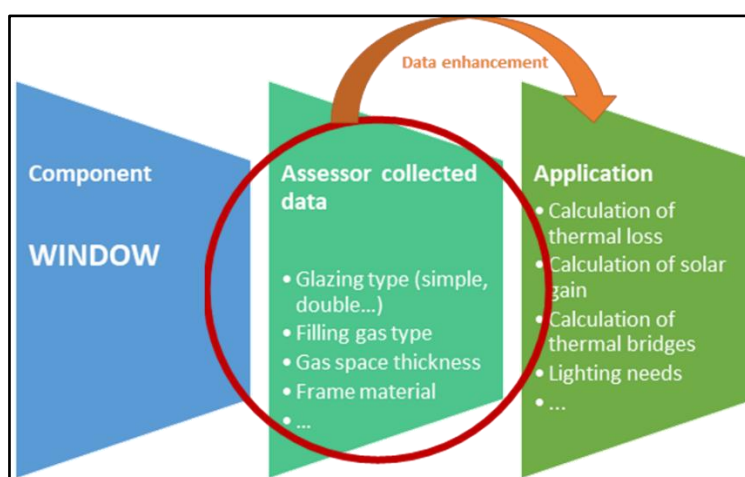 Data enhancement
Component
WINDOW
Assessor collected
data
• Glazing type (simple,
double...)
• Filling gas type
• Gas space thickness
• Frame material
• ...
Application
• Calculation of
thermal loss
• Calculation of solar
gain
• Calculation of
thermal bridges
• Lighting needs
• ...